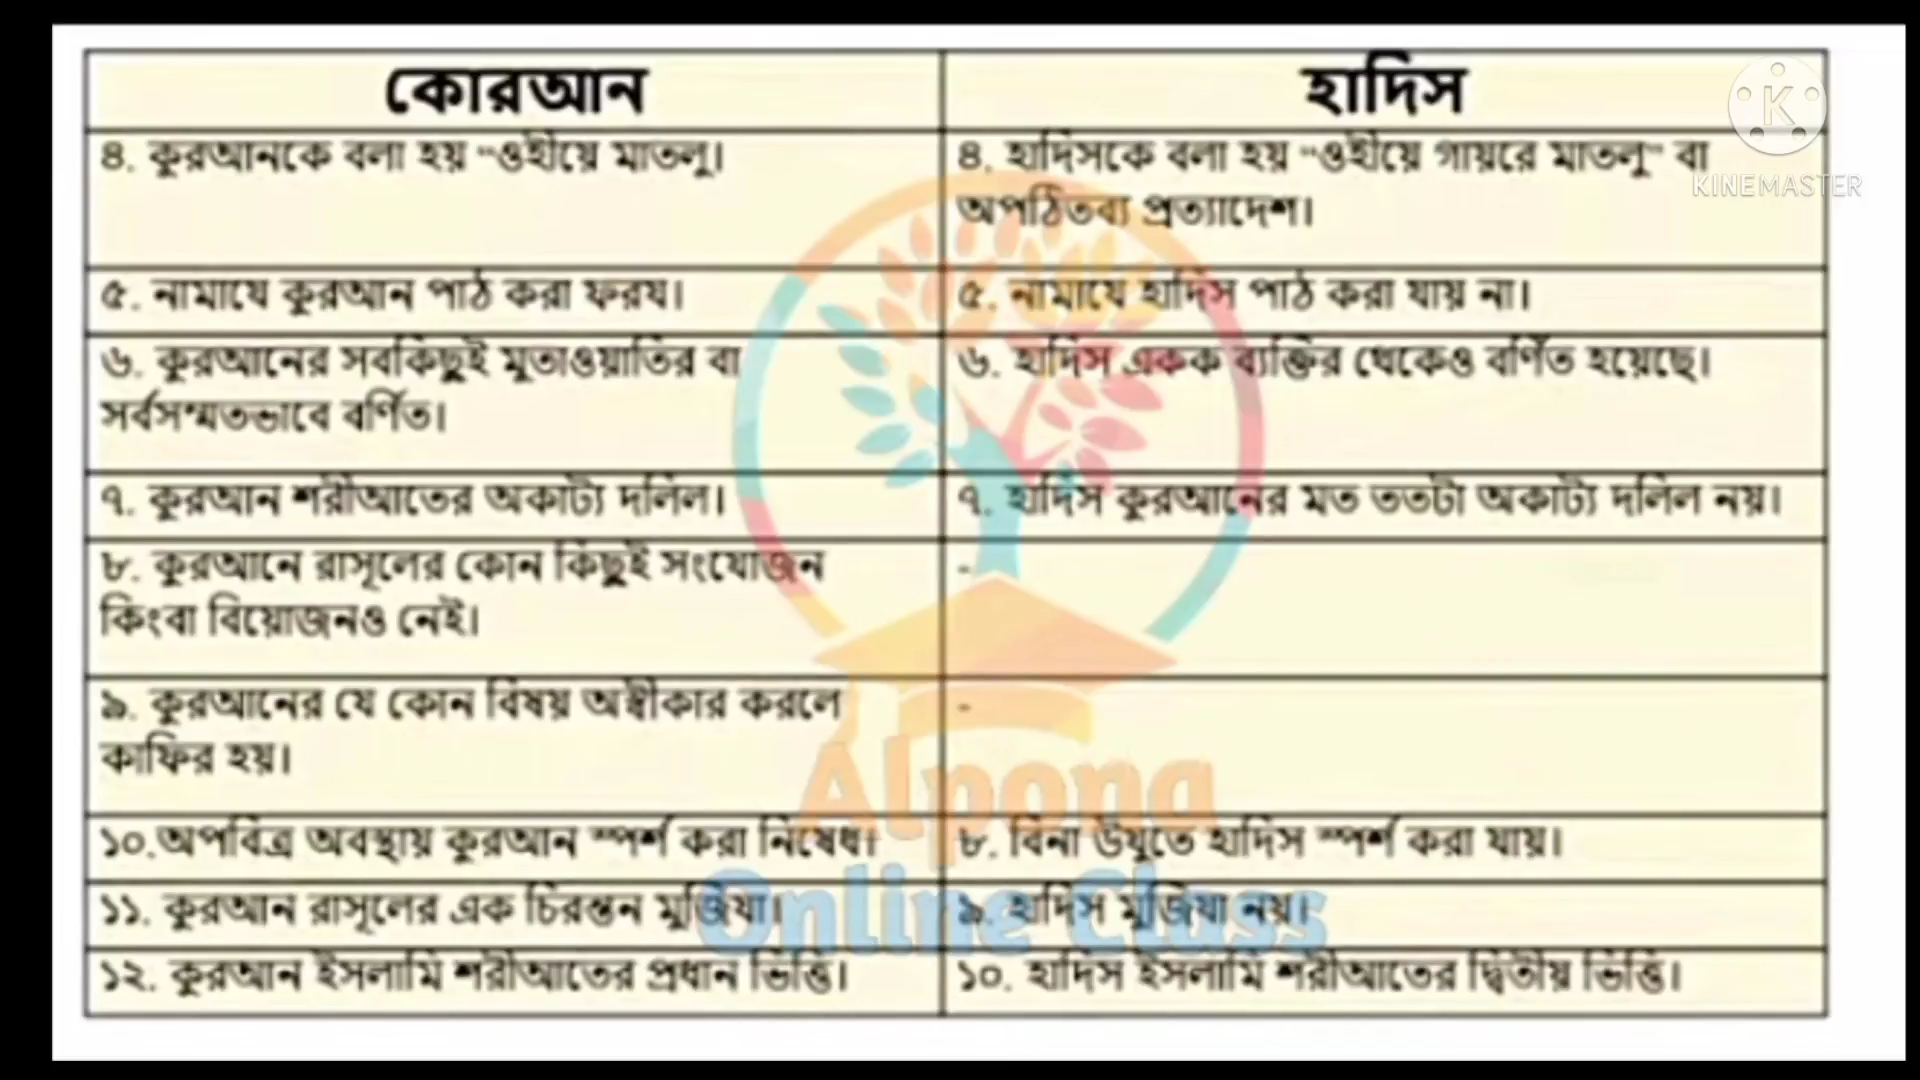 কোরআন
হাদিস
৪. কুরআনকে বলা হয় “ওহীয়ে মাতলু।
৪. হাদিসকে বলা হয় “ওহীয়ে গায়রে মাতলু” বা
অপঠিতব্য প্রত্যাদেশ।
৫. নামাযে কুরআন পাঠ করা ফরয।
৫. নামাযে হাদিস পাঠ করা যায় না।
৬. কুরআনের সবকিছুই মুতাওয়াতির বা
সর্বসম্মতভাবে বর্ণিত।
৬. হাদিস একক ব্যক্তির থেকেও বর্ণিত হয়েছে।
৭. কুরআন শরীআতের অকাট্য দলিল।
৭. হাদিস কুরআনের মত ততটা অকাট্য দলিল নয়।
৮. কুরআনে রাসূলের কোন কিছুই সংযোজন
কিংবা বিয়োজনও নেই।
-
৯. কুরআনের যে কোন বিষয় অস্বীকার করলে
কাফির হয়।
-
১০.অপবিত্র অবস্থায় কুরআন স্পর্শ করা নিষেধ।
৮. বিনা উযুতে হাদিস স্পর্শ করা যায়।
১১. কুরআন রাসূলের এক চিরন্তন মুজিযা।
৯. হাদিস মুজিযা নয়।
১২. কুরআন ইসলামি শরীআতের প্রধান ভিত্তি।
১০. হাদিস ইসলামি শরীআতের দ্বিতীয় ভিত্তি।
Alpona
Online Class
K
KINEMASTER